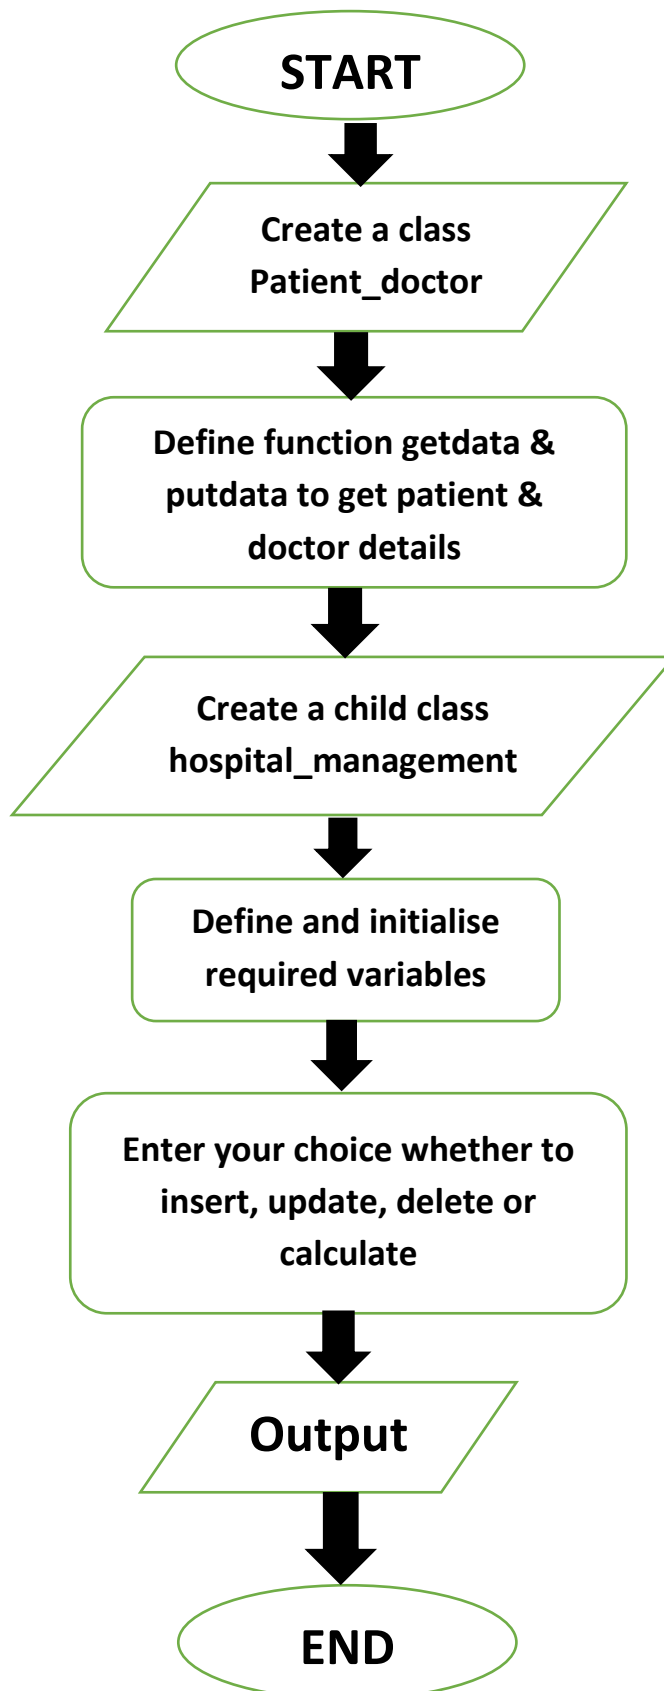 START
Create a class
Patient_doctor
Define function getdata &
putdata to get patient &
doctor details
Create a child class
hospital_management
Define and initialise
required variables
Enter your choice whether to
insert, update, delete or
calculate
Output
END